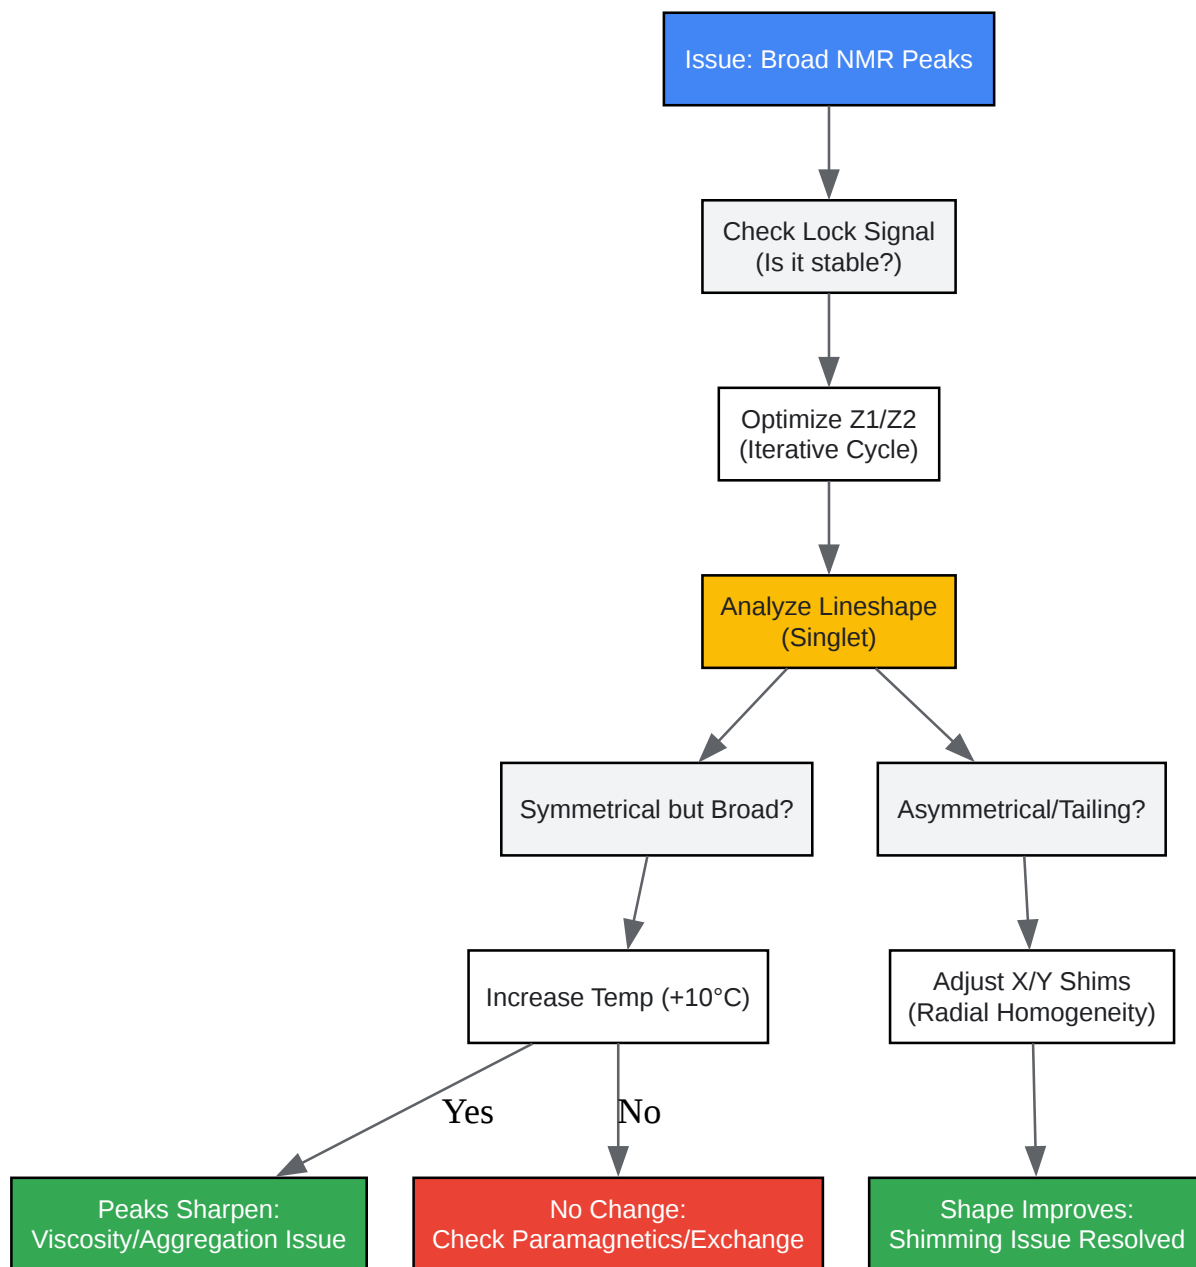 Issue: Broad NMR Peaks
Check Lock Signal
(Is it stable?)
Optimize Z1/Z2
(Iterative Cycle)
Analyze Lineshape
(Singlet)
Symmetrical but Broad?
Asymmetrical/Tailing?
Increase Temp (+10°C)
Adjust X/Y Shims
(Radial Homogeneity)
Yes
No
Peaks Sharpen:
Viscosity/Aggregation Issue
No Change:
Check Paramagnetics/Exchange
Shape Improves:
Shimming Issue Resolved